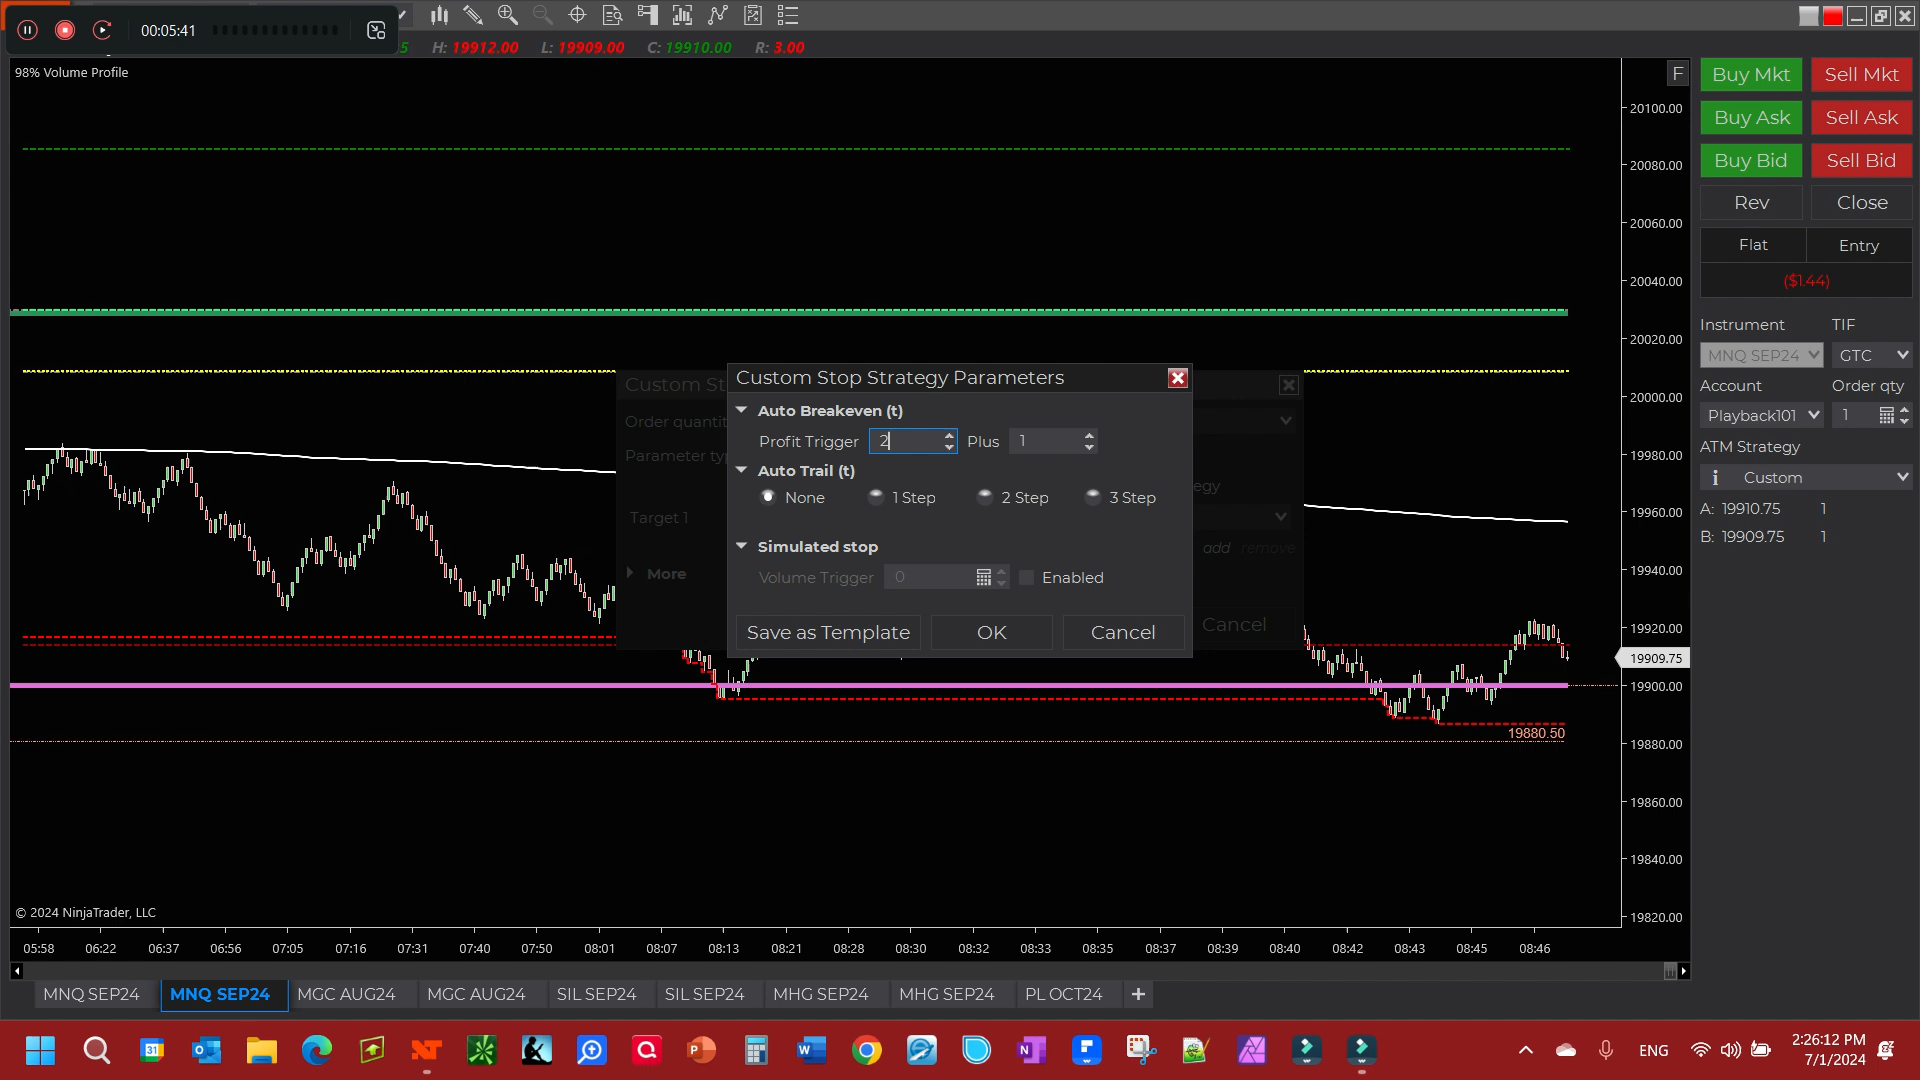 00:05:41
5 H: 19912.00 L: 19909.00 C: 19910.00 R: 3.00
98% Volume Profile
F
20100.00
20080.00
20060.00
20040.00
20020.00
20000.00
19980.00
19960.00
19940.00
19920.00
19909.75
19900.00
19880.00
19860.00
19840.00
19820.00
19880.50
Custom St
Order quantit
Parameter typ
egy
Target 1
add remove
More
Cancel
Custom Stop Strategy Parameters
Auto Breakeven (t)
Profit Trigger 2 Plus 1
Auto Trail (t)
None 1 Step 2 Step 3 Step
Simulated stop
Volume Trigger 0 Enabled
Save as Template OK Cancel
Buy Mkt Sell Mkt
Buy Ask Sell Ask
Buy Bid Sell Bid
Rev Close
Flat Entry
($1.44)
Instrument TIF
MNQ SEP24 GTC
Account Order qty
Playback101 1
ATM Strategy
i Custom
A: 19910.75 1
B: 19909.75 1
© 2024 NinjaTrader, LLC
05:58 06:22 06:37 06:56 07:05 07:16 07:31 07:40 07:50 08:01 08:07 08:13 08:21 08:28 08:30 08:32 08:33 08:35 08:37 08:39 08:40 08:42 08:43 08:45 08:46
MNQ SEP24 MNQ SEP24 MGC AUG24 MGC AUG24 SIL SEP24 SIL SEP24 MHG SEP24 MHG SEP24 PL OCT24 +
31
ENG
2:26:12 PM
7/1/2024